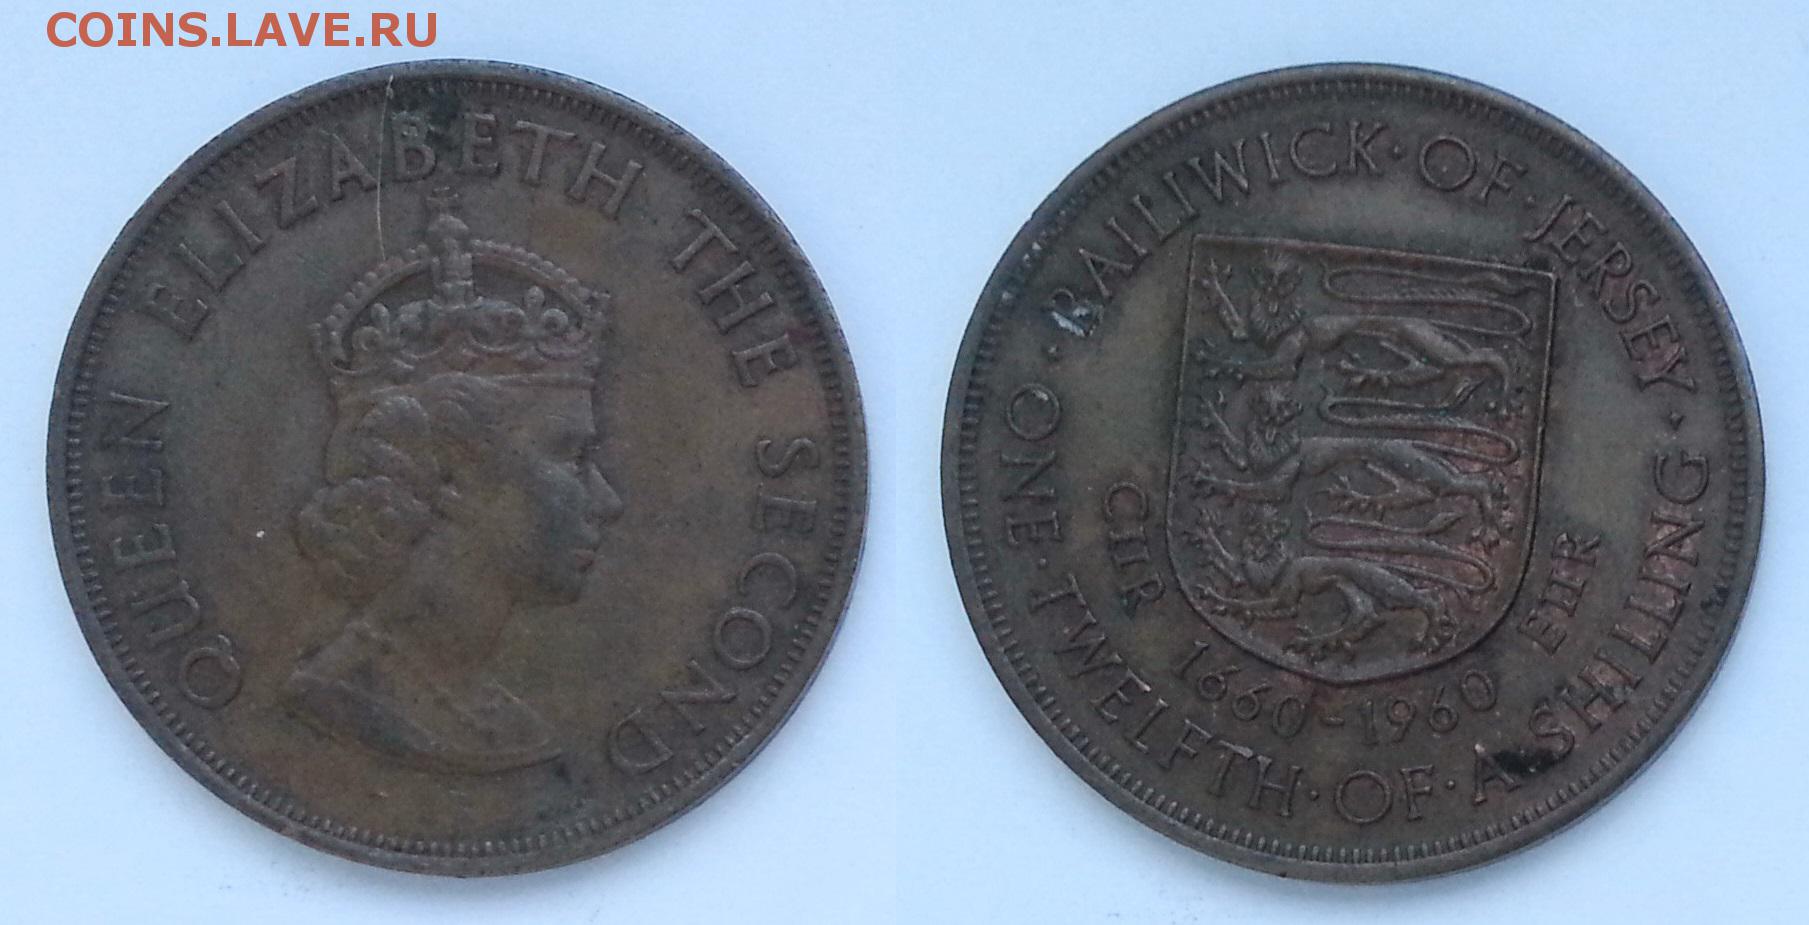 COINS.LAVE.RU
QUEEN ELIZABETH THE SECOND
· BAILIWICK · OF · JERSEY ·
ONE · TWELFTH · OF · A · SHILLING
CIIR
EIIR
1660-1960